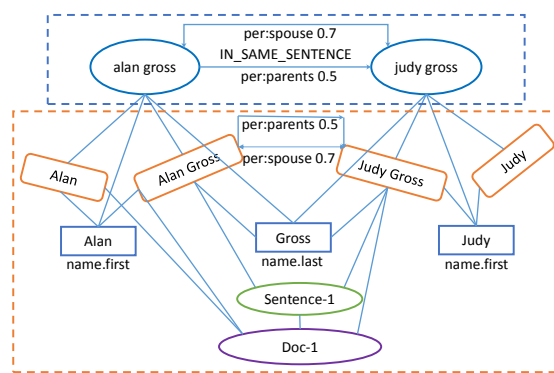 per:spouse 0.7
IN_SAME_SENTENCE
alan gross
judy gross
per:parents 0.5
per:parents 0.5
per:spouse 0.7
Alan
Alan Gross
Judy Gross
Judy
Alan
Gross
Judy
name.first
name.last
name.first
Sentence-1
Doc-1